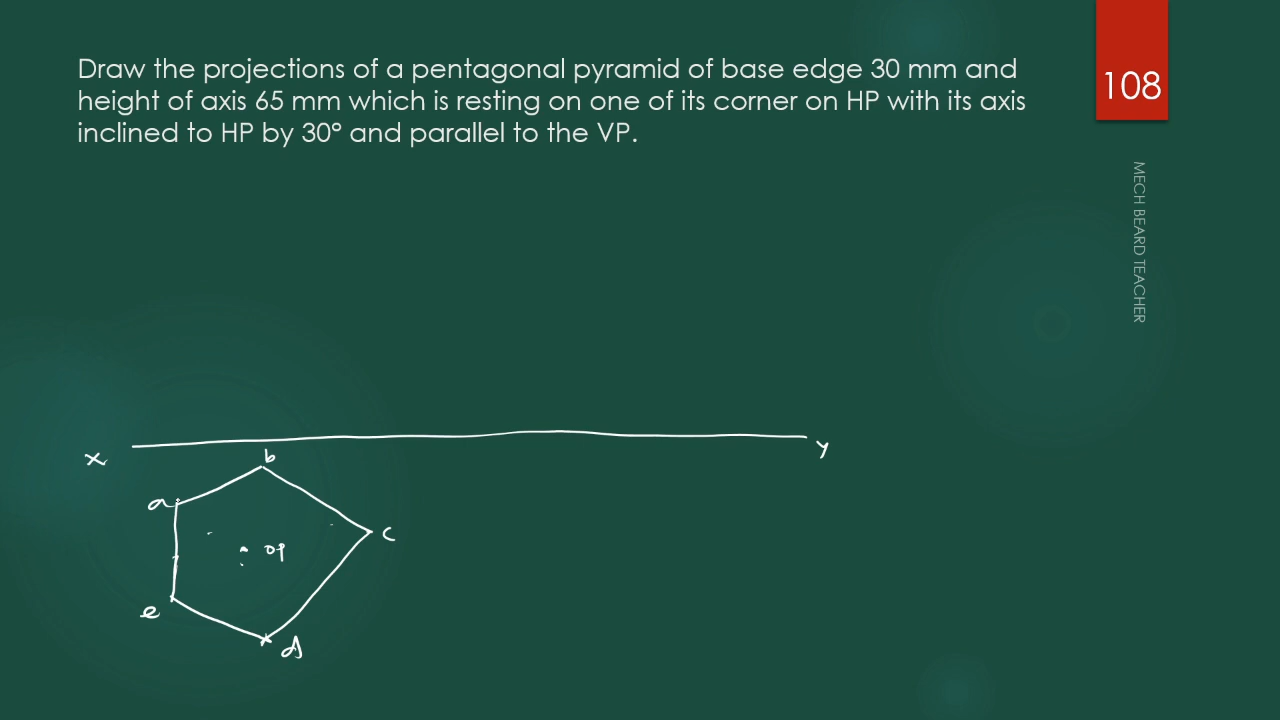 Draw the projections of a pentagonal pyramid of base edge 30 mm and
height of axis 65 mm which is resting on one of its corner on HP with its axis
inclined to HP by 30° and parallel to the VP.
108
MECH BEARD TEACHER
x
y
b
a
c
op
e
d